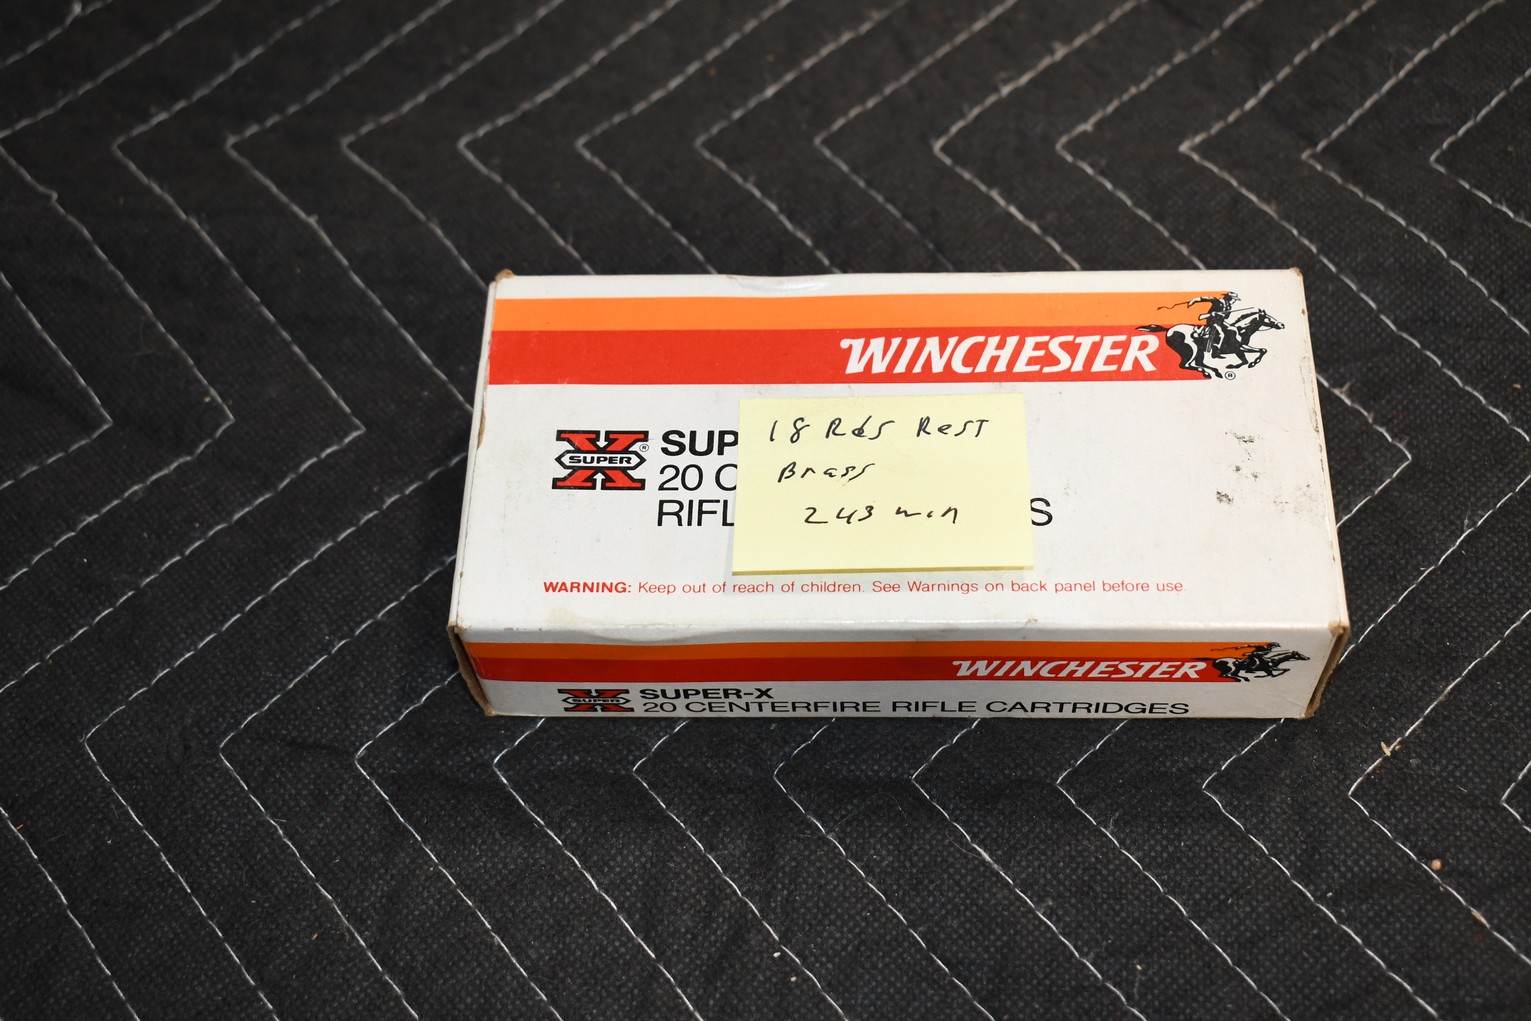 WINCHESTER
®
X
SUPER
®
SUP
20 C
RIFL S
18 Rds Rest
Brass
243 win
WARNING: Keep out of reach of children. See Warnings on back panel before use.
WINCHESTER
X
SUPER
SUPER-X
20 CENTERFIRE RIFLE CARTRIDGES